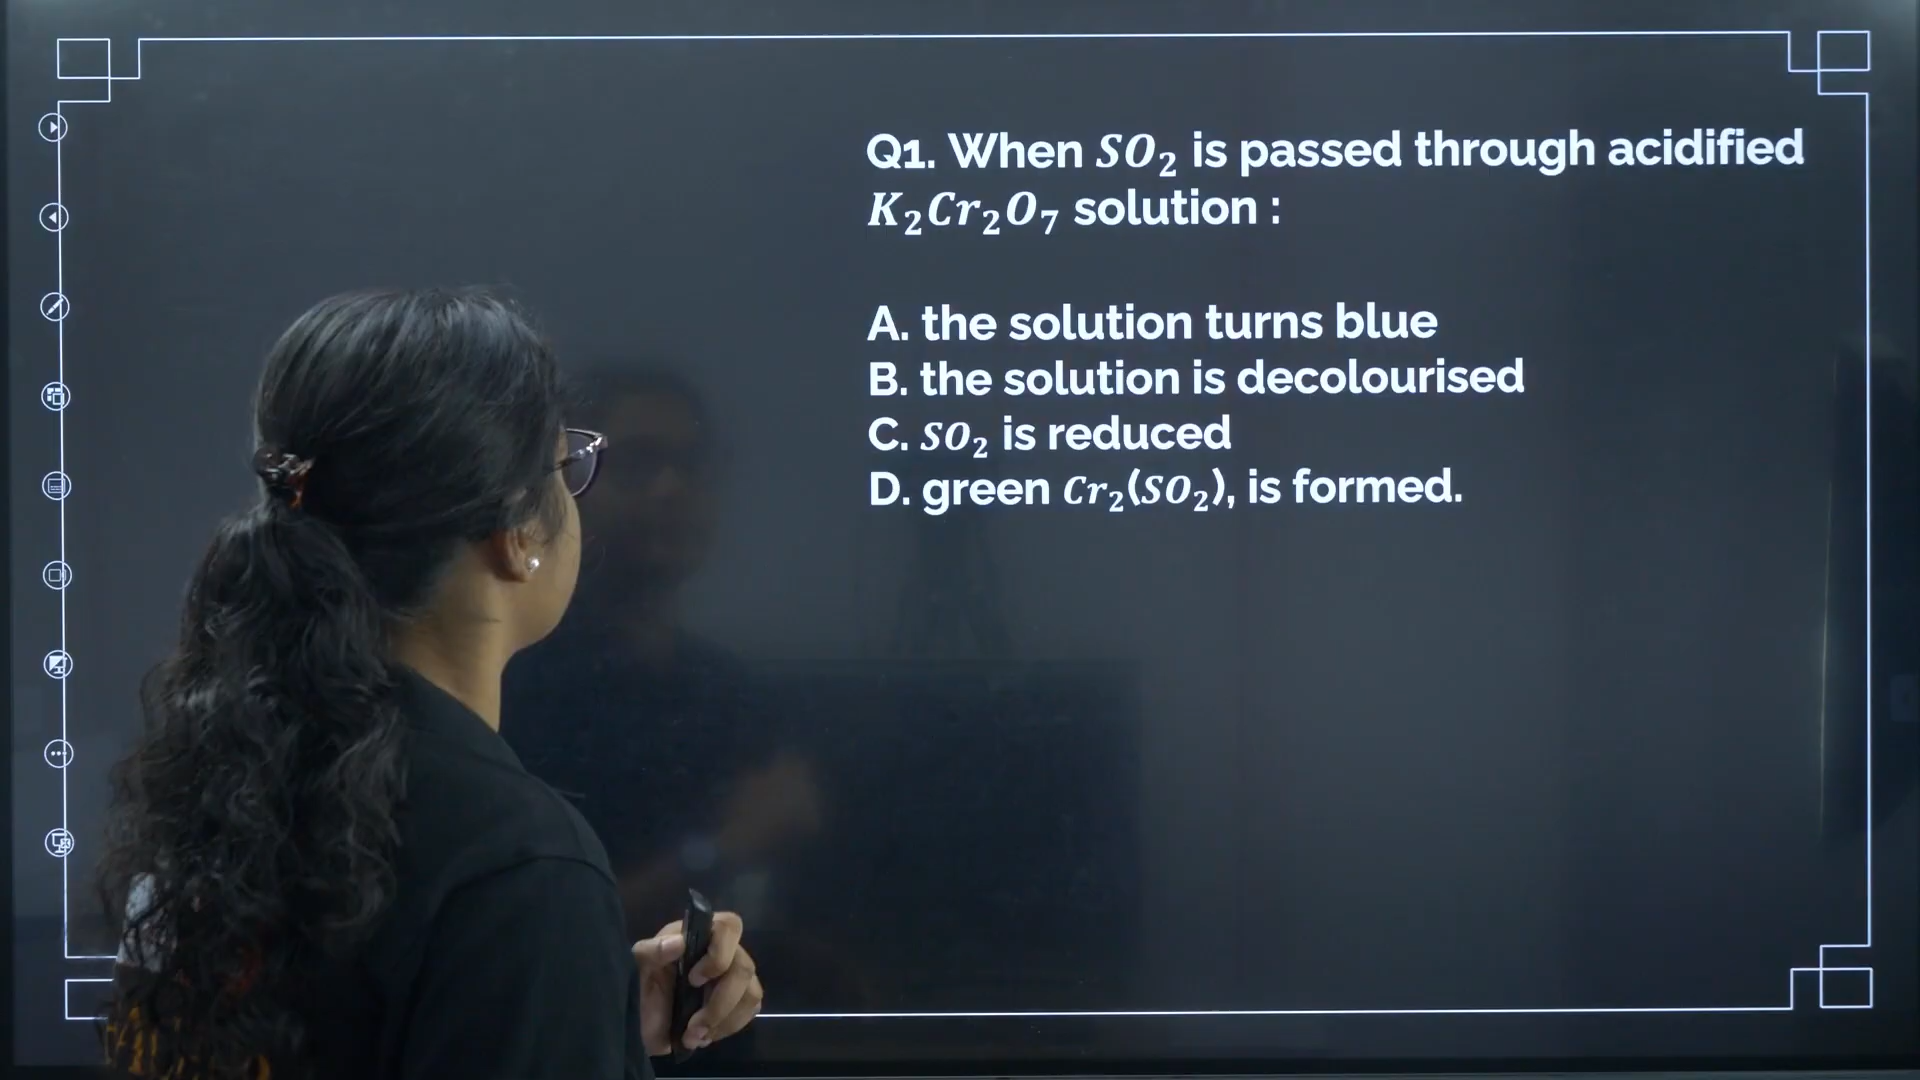 Q1. When SO₂ is passed through acidified
K₂Cr₂O₇ solution :
A. the solution turns blue
B. the solution is decolourised
C. SO₂ is reduced
D. green Cr₂(SO₂), is formed.